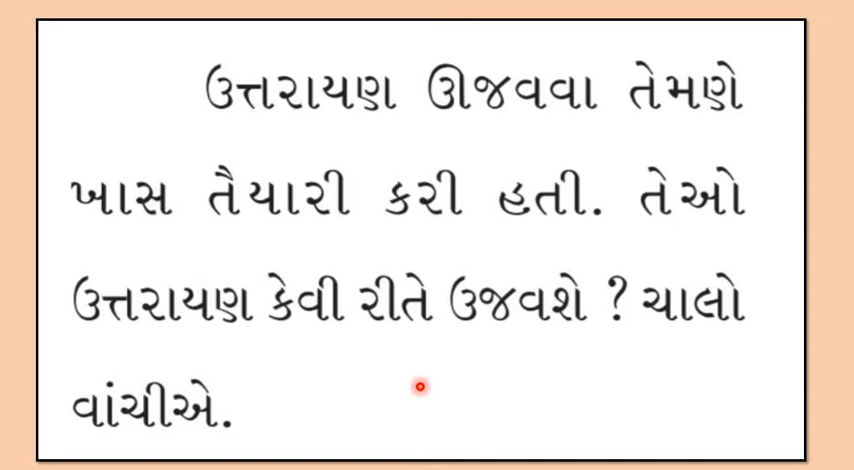 ઉત્તરાયણ ઊજવવા તેમણે
ખાસ તૈયારી કરી હતી. તેઓ
ઉત્તરાયણ કેવી રીતે ઉજવશે ? ચાલો
વાંચીએ.